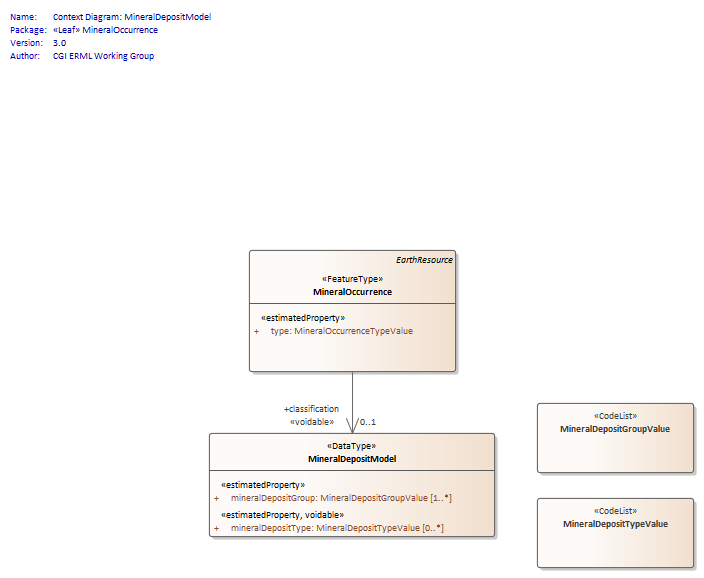 Name: Context Diagram: MineralDepositModel
Package: «Leaf» MineralOccurrence
Version: 3.0
Author: CGI ERML Working Group
EarthResource
«FeatureType»
MineralOccurrence
«estimatedProperty»
+ type: MineralOccurrenceTypeValue
+classification
«voidable» 0..1
«DataType»
MineralDepositModel
«estimatedProperty»
+ mineralDepositGroup: MineralDepositGroupValue [1..*]
«estimatedProperty, voidable»
+ mineralDepositType: MineralDepositTypeValue [0..*]
«CodeList»
MineralDepositGroupValue
«CodeList»
MineralDepositTypeValue